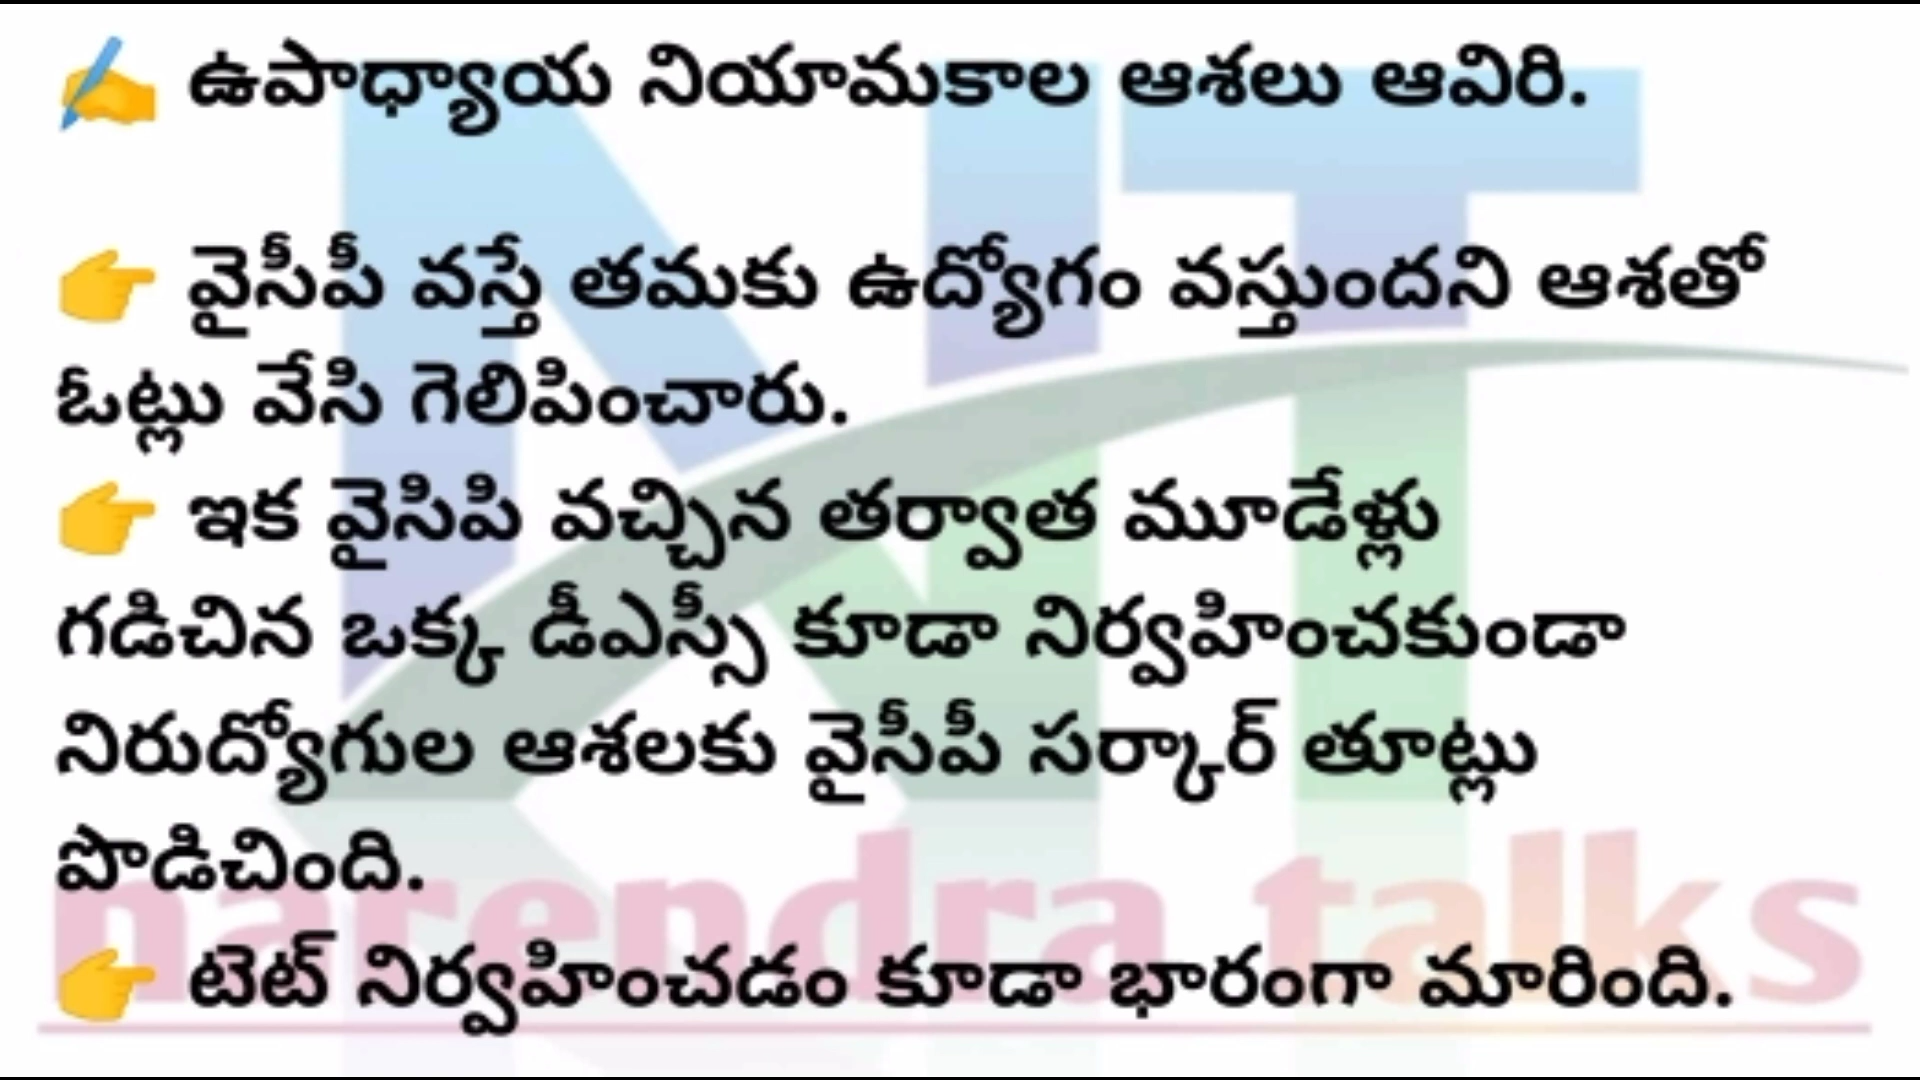 ✍ ఉపాధ్యాయ నియామకాల ఆశలు ఆవిరి.
👉 వైసీపీ వస్తే తమకు ఉద్యోగం వస్తుందని ఆశతో
ఓట్లు వేసి గెలిపించారు.
👉 ఇక వైసిపి వచ్చిన తర్వాత మూడేళ్లు
గడిచిన ఒక్క డీఎస్సీ కూడా నిర్వహించకుండా
నిరుద్యోగుల ఆశలకు వైసీపీ సర్కార్ తూట్లు
పొడిచింది.
👉 టెట్ నిర్వహించడం కూడా భారంగా మారింది.
NT
narendra talks